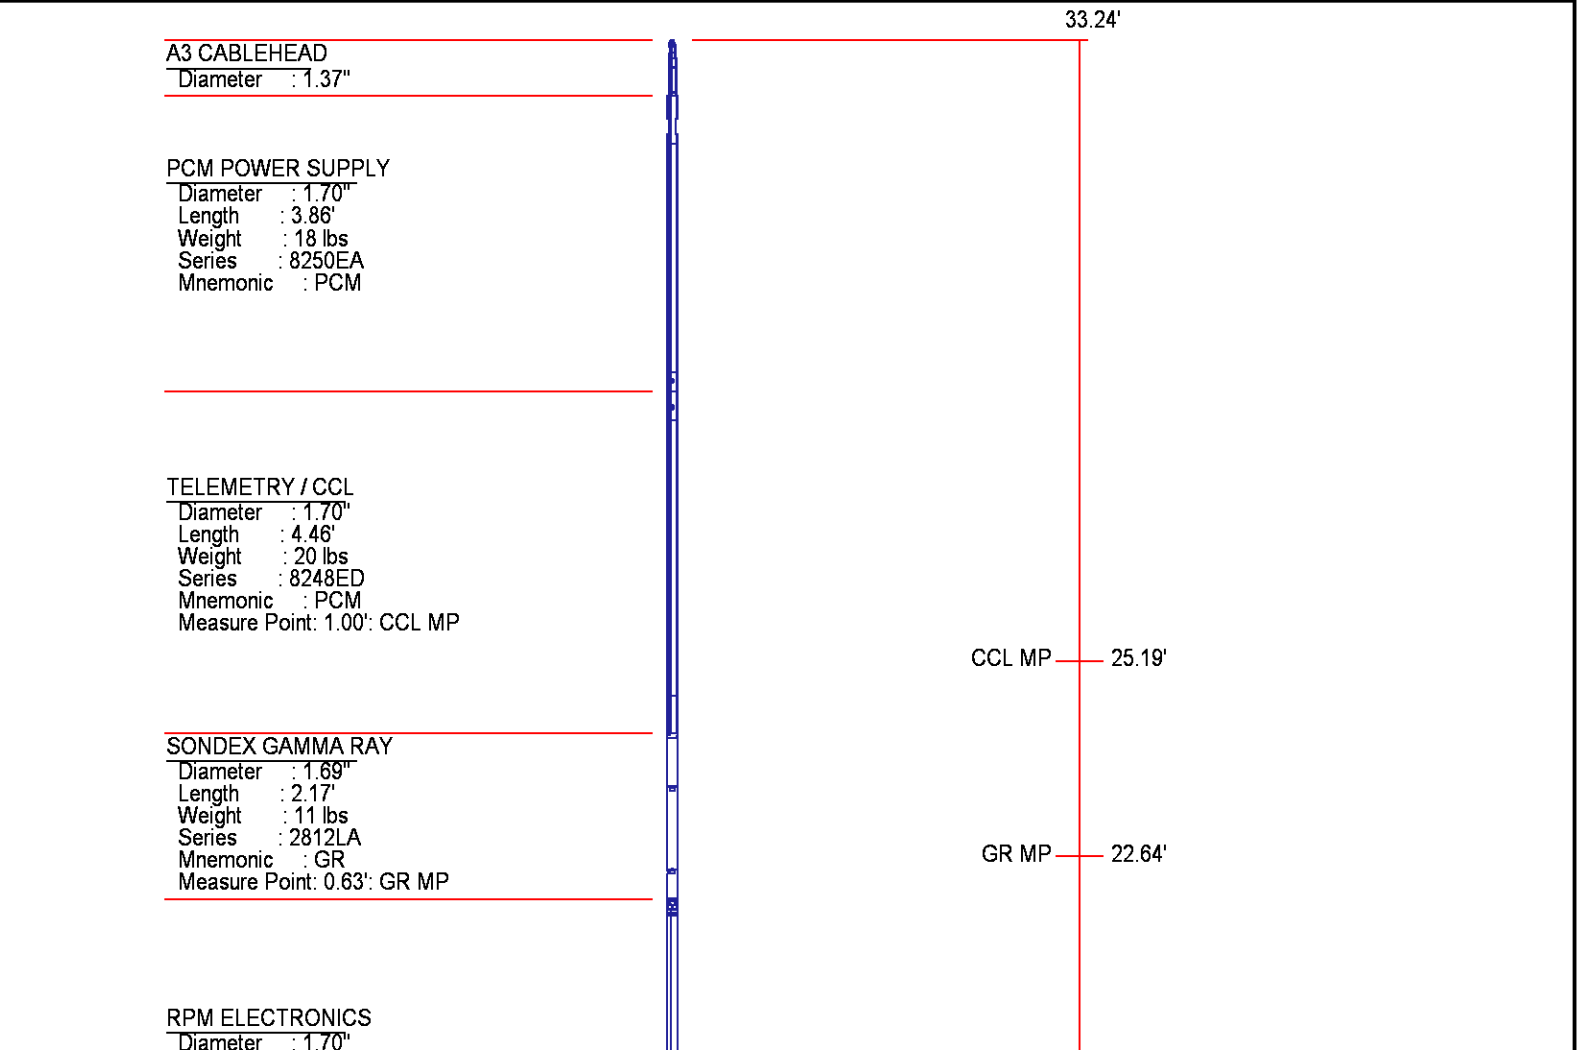 33.24'
A3 CABLEHEAD
Diameter : 1.37"
PCM POWER SUPPLY
Diameter : 1.70"
Length : 3.86'
Weight : 18 lbs
Series : 8250EA
Mnemonic : PCM
TELEMETRY / CCL
Diameter : 1.70"
Length : 4.46'
Weight : 20 lbs
Series : 8248ED
Mnemonic : PCM
Measure Point: 1.00': CCL MP
CCL MP 25.19'
SONDEX GAMMA RAY
Diameter : 1.69"
Length : 2.17'
Weight : 11 lbs
Series : 2812LA
Mnemonic : GR
Measure Point: 0.63': GR MP
GR MP 22.64'
RPM ELECTRONICS
Diameter : 1.70"